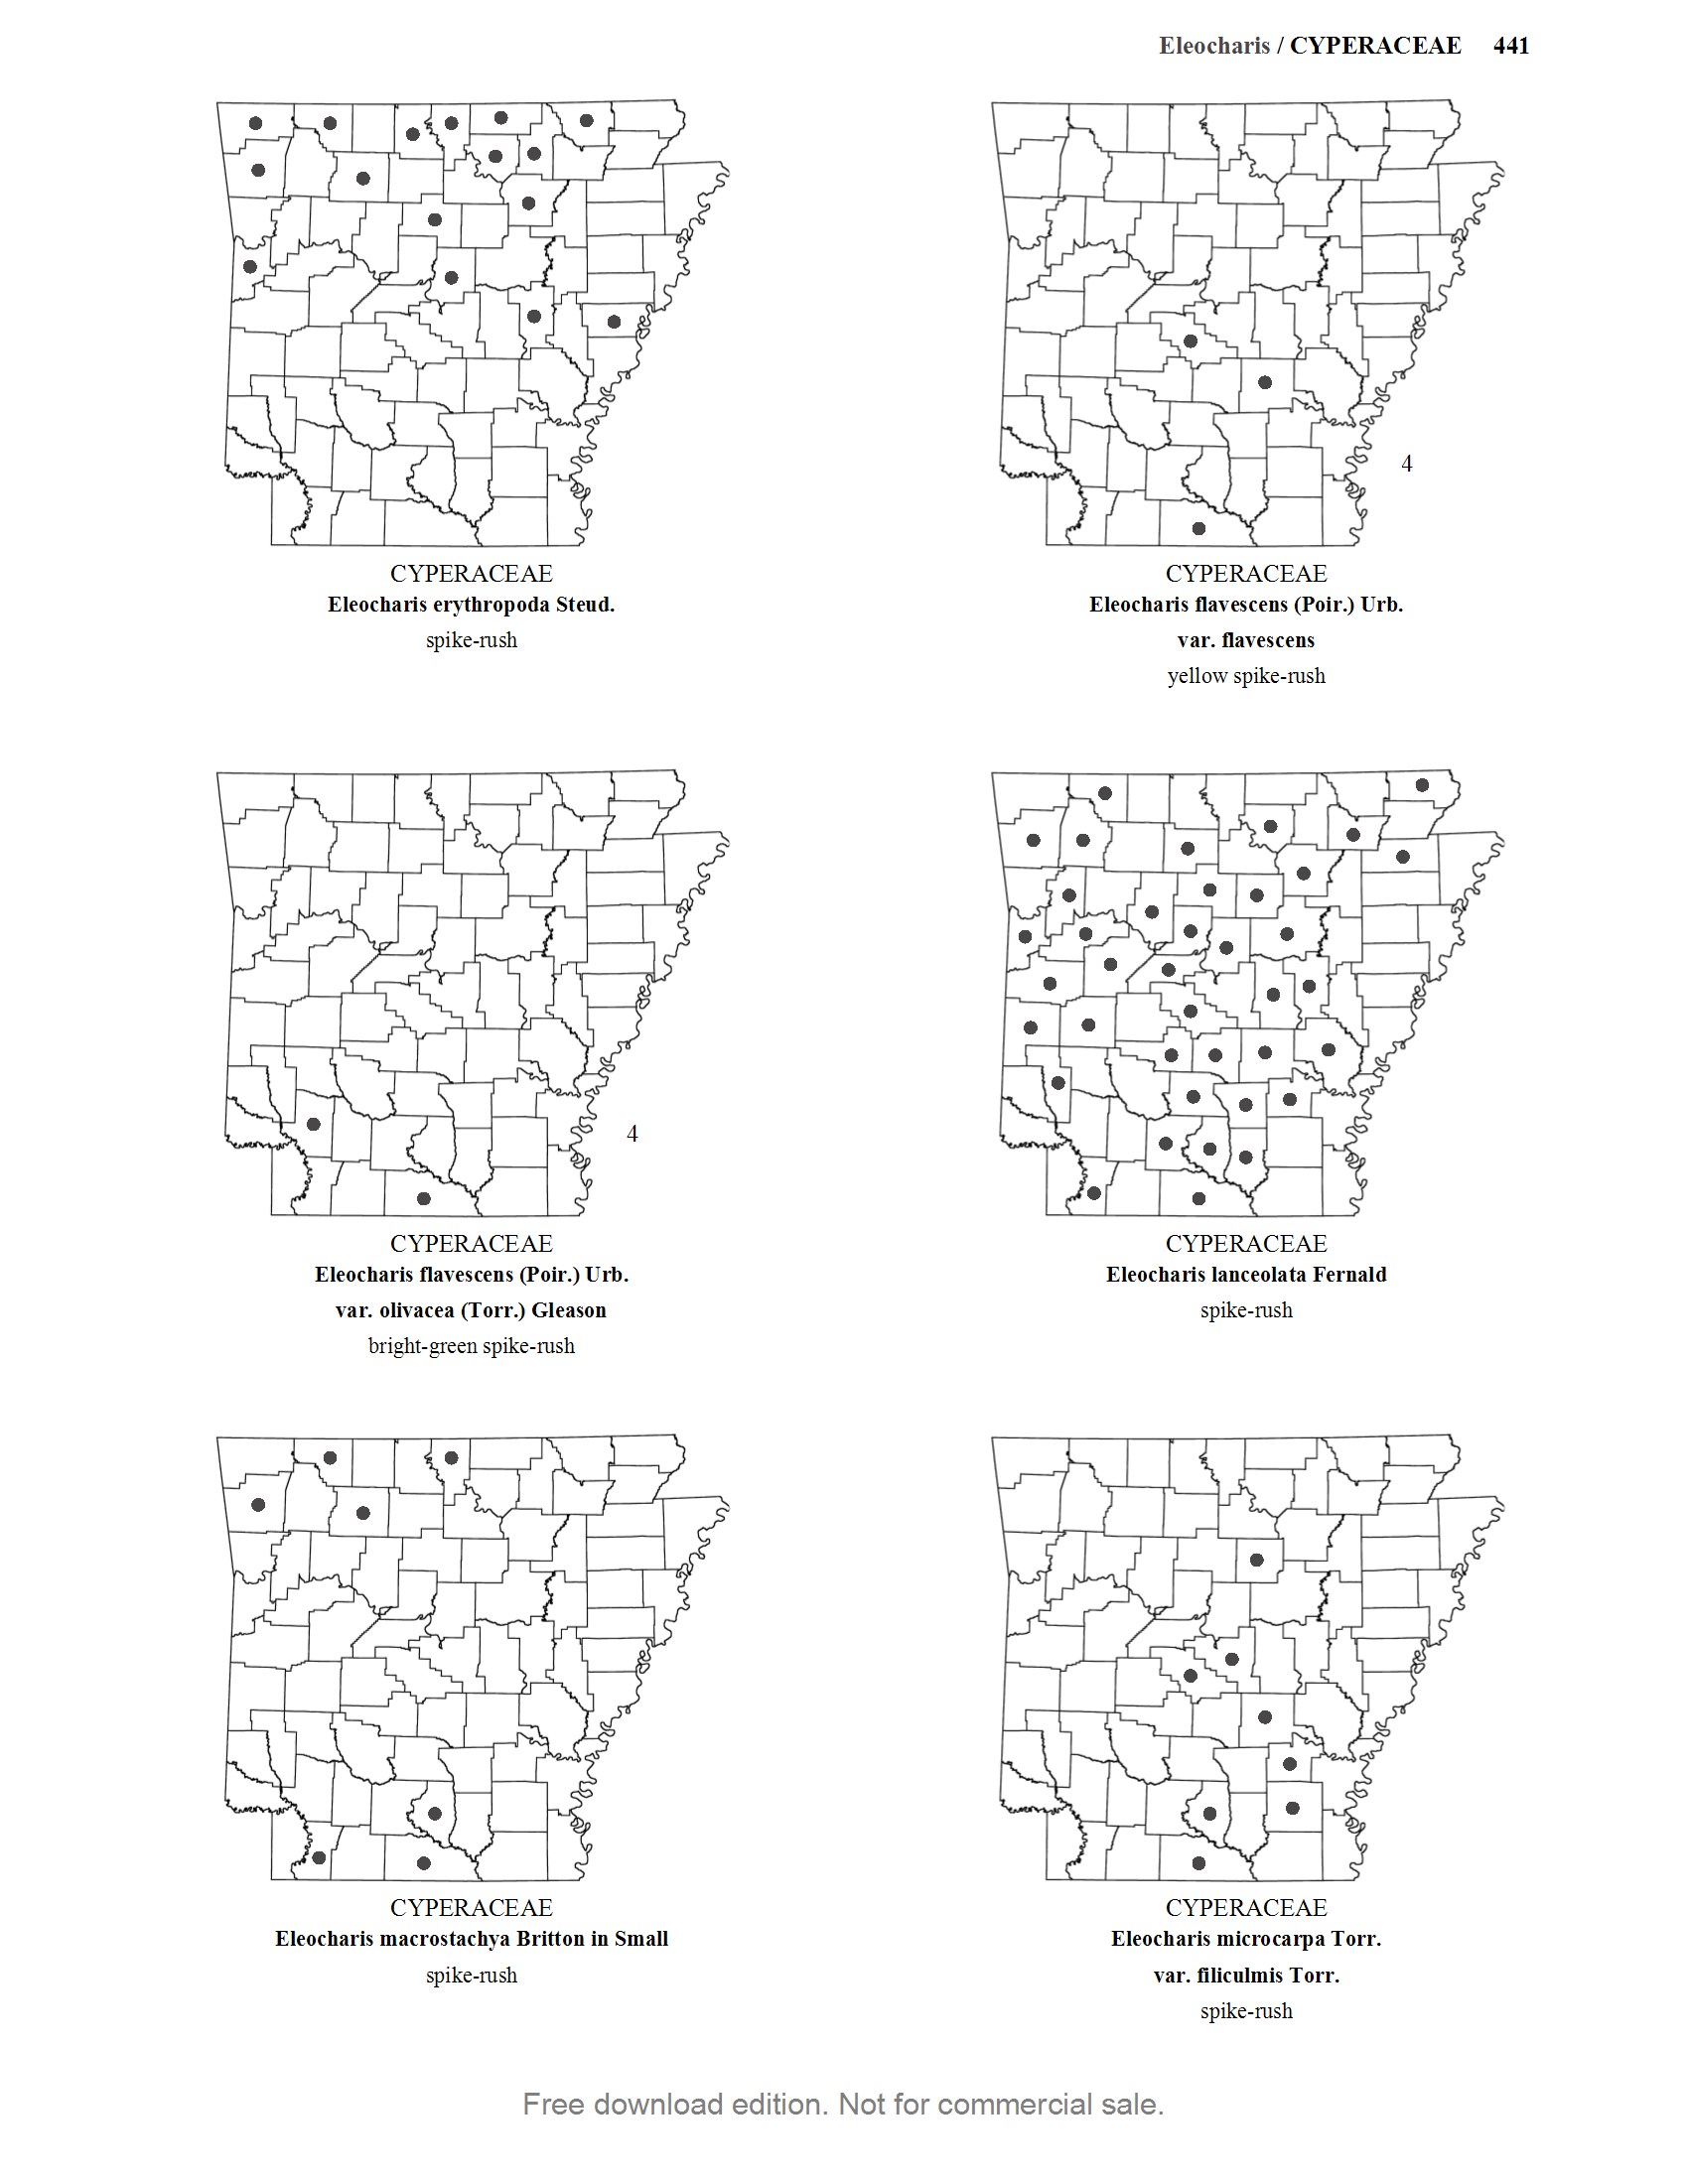 Eleocharis / CYPERACEAE 441
CYPERACEAE
Eleocharis erythropoda Steud.
spike-rush
4
CYPERACEAE
Eleocharis flavescens (Poir.) Urb.
var. flavescens
yellow spike-rush
4
CYPERACEAE
Eleocharis flavescens (Poir.) Urb.
var. olivacea (Torr.) Gleason
bright-green spike-rush
CYPERACEAE
Eleocharis lanceolata Fernald
spike-rush
CYPERACEAE
Eleocharis macrostachya Britton in Small
spike-rush
CYPERACEAE
Eleocharis microcarpa Torr.
var. filiculmis Torr.
spike-rush
Free download edition. Not for commercial sale.